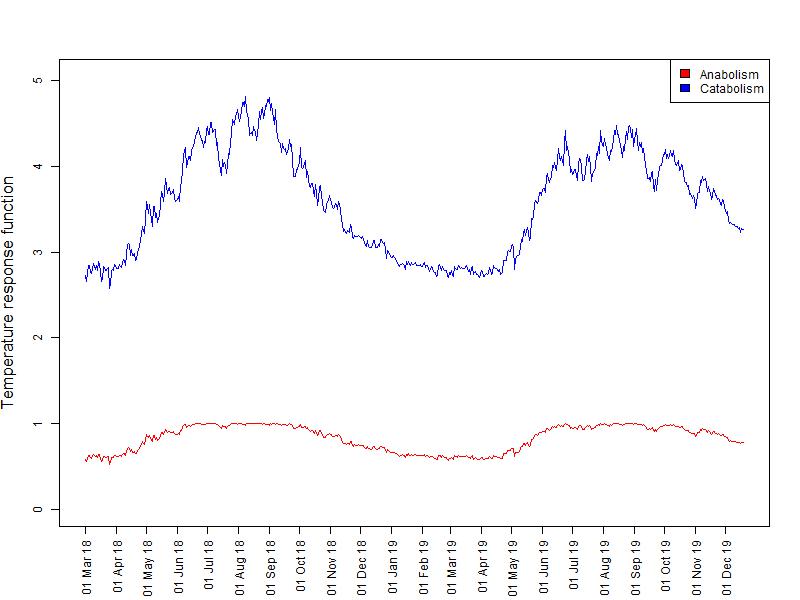 Anabolism
Catabolism
Temperature response function
5
4
3
2
1
0
01 Mar 18
01 Apr 18
01 May 18
01 Jun 18
01 Jul 18
01 Aug 18
01 Sep 18
01 Oct 18
01 Nov 18
01 Dec 18
01 Jan 19
01 Feb 19
01 Mar 19
01 Apr 19
01 May 19
01 Jun 19
01 Jul 19
01 Aug 19
01 Sep 19
01 Oct 19
01 Nov 19
01 Dec 19